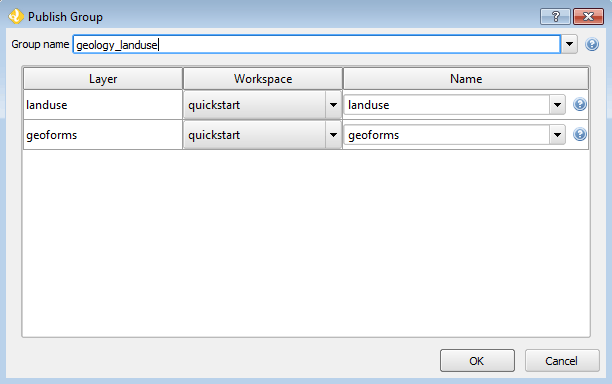 Publish Group
Group name geology_landuse
Layer Workspace Name
landuse quickstart landuse
geoforms quickstart geoforms
OK Cancel